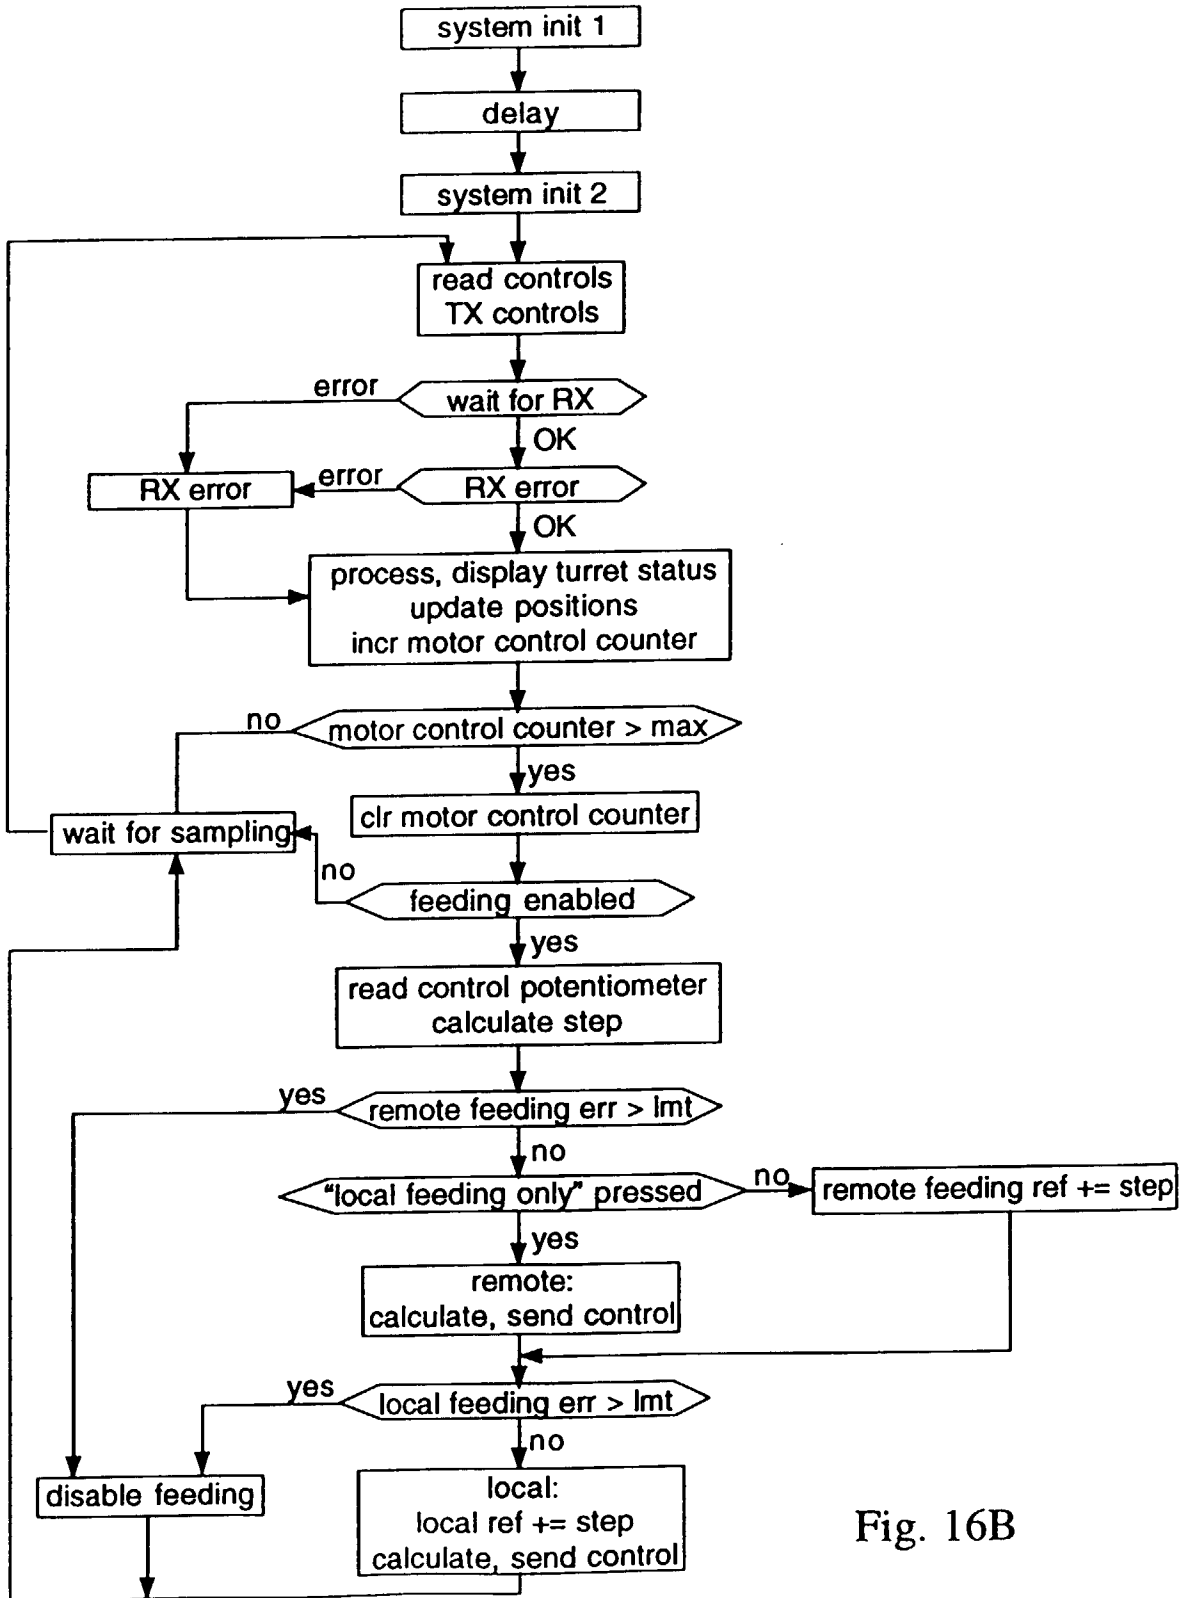 system init 1
delay
system init 2
read controls
TX controls
error
wait for RX
OK
RX error
error
RX error
OK
process, display turret status
update positions
incr motor control counter
no
motor control counter > max
yes
clr motor control counter
wait for sampling
no
feeding enabled
yes
read control potentiometer
calculate step
yes
remote feeding err > lmt
no
“local feeding only” pressed
no
remote feeding ref += step
yes
remote:
calculate, send control
yes
local feeding err > lmt
no
disable feeding
local:
local ref += step
calculate, send control
Fig. 16B